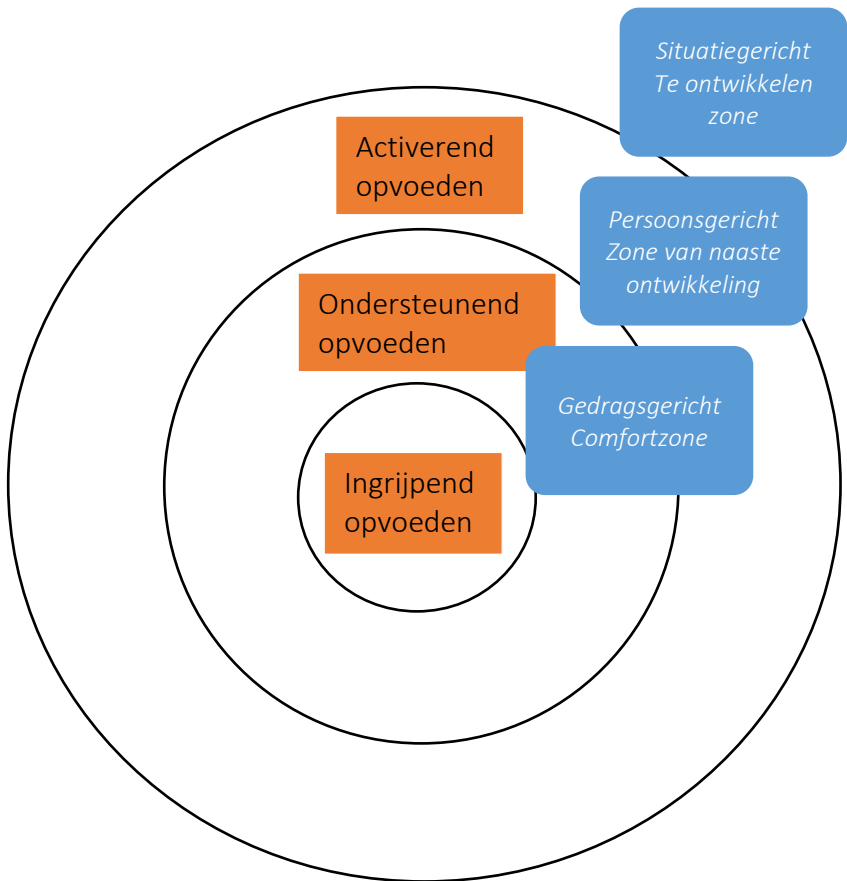 Situatiegericht
Te ontwikkelen
zone
Activerend
opvoeden
Persoonsgericht
Zone van naaste
ontwikkeling
Ondersteunend
opvoeden
Gedragsgericht
Comfortzone
Ingrijpend
opvoeden